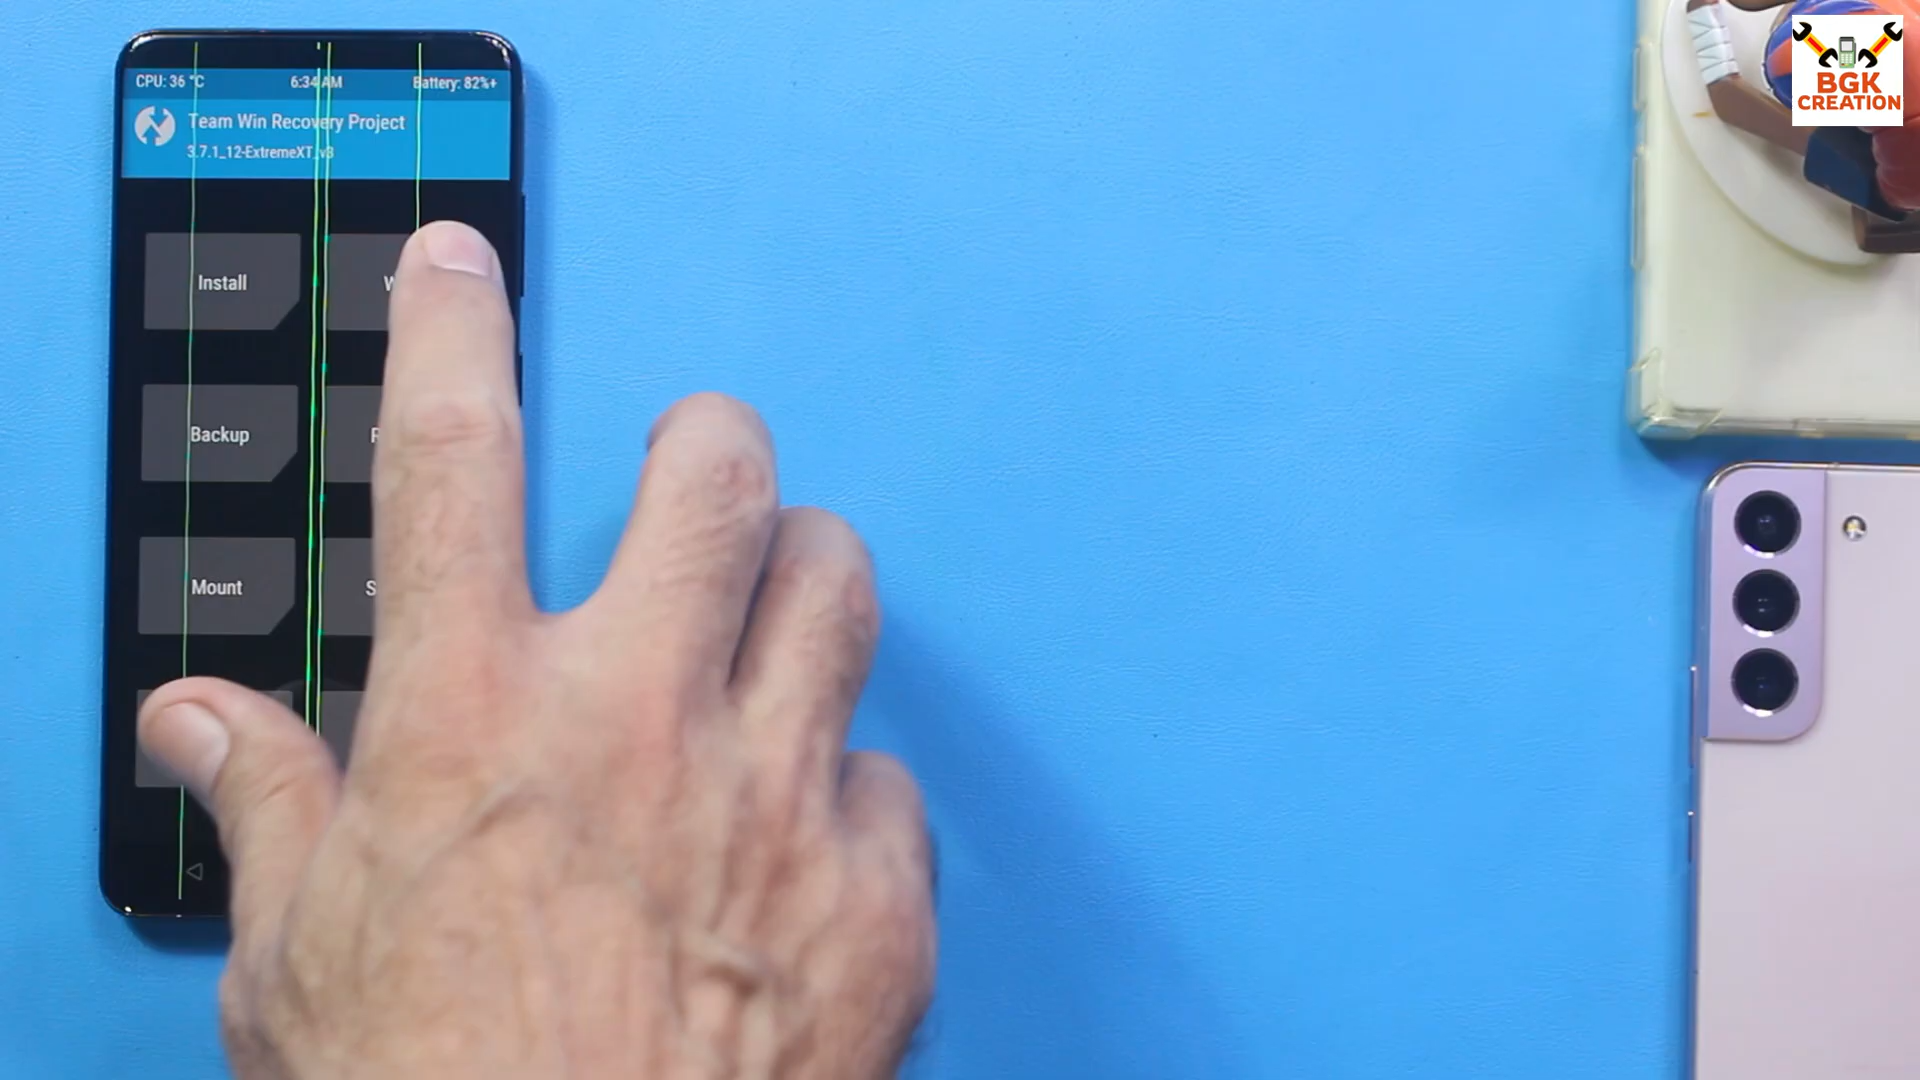 CPU: 36 °C 6:34 AM Battery: 82%+
Team Win Recovery Project
3.7.1_12-ExtremeXT_v3
Install
Backup
Mount
BGK
CREATION